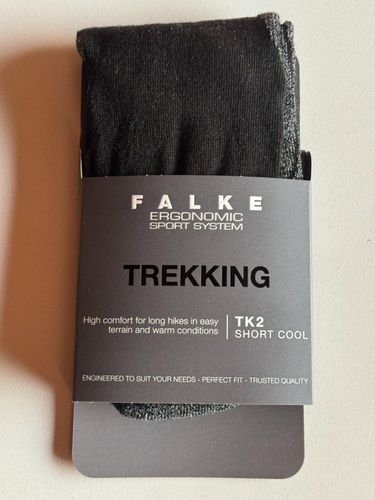 FALKE
ERGONOMIC
SPORT SYSTEM
TREKKING
High comfort for long hikes in easy
terrain and warm conditions
TK2
SHORT COOL
ENGINEERED TO SUIT YOUR NEEDS - PERFECT FIT - TRUSTED QUALITY